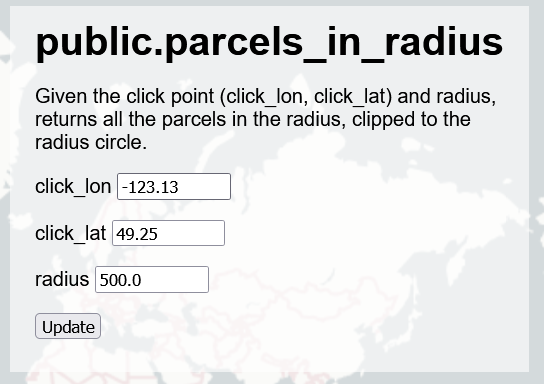 public.parcels_in_radius
Given the click point (click_lon, click_lat) and radius,
returns all the parcels in the radius, clipped to the
radius circle.
click_lon -123.13
click_lat 49.25
radius 500.0
Update